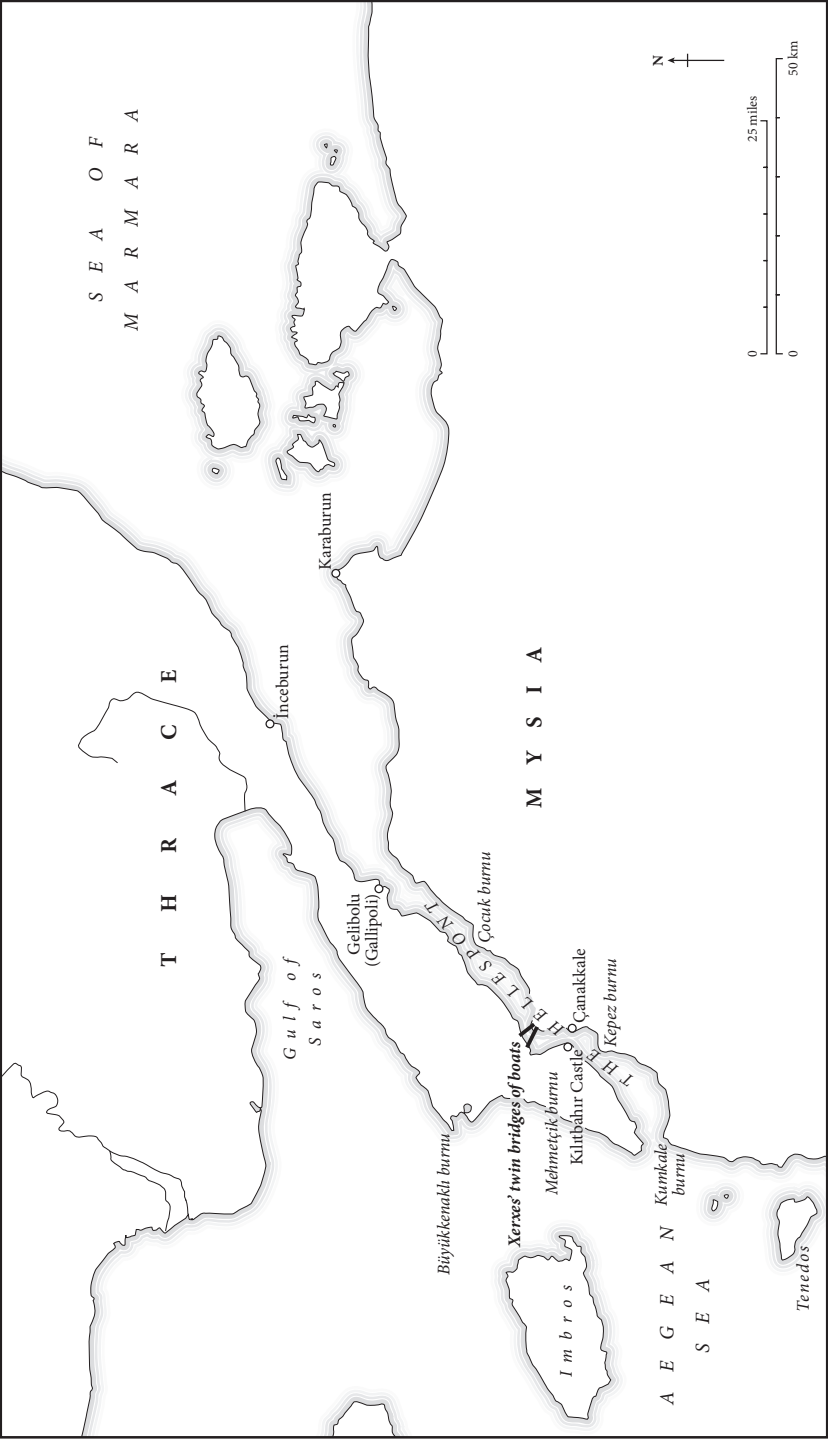 SEA OF
MARMARA
THRACE
İnceburun
Karaburun
Gelibolu
(Gallipoli)
Gulf of
Saros
MYSIA
THE HELLESPONT
Çocuk burnu
Büyükkenaklı burnu
Xerxes’ twin bridges of boats
Mehmetçik burnu
Kılıtbahır Castle
Çanakkale
Kepez burnu
Kumkale
burnu
Imbros
AEGEAN
SEA
Tenedos
N
0 25 miles
0 50 km